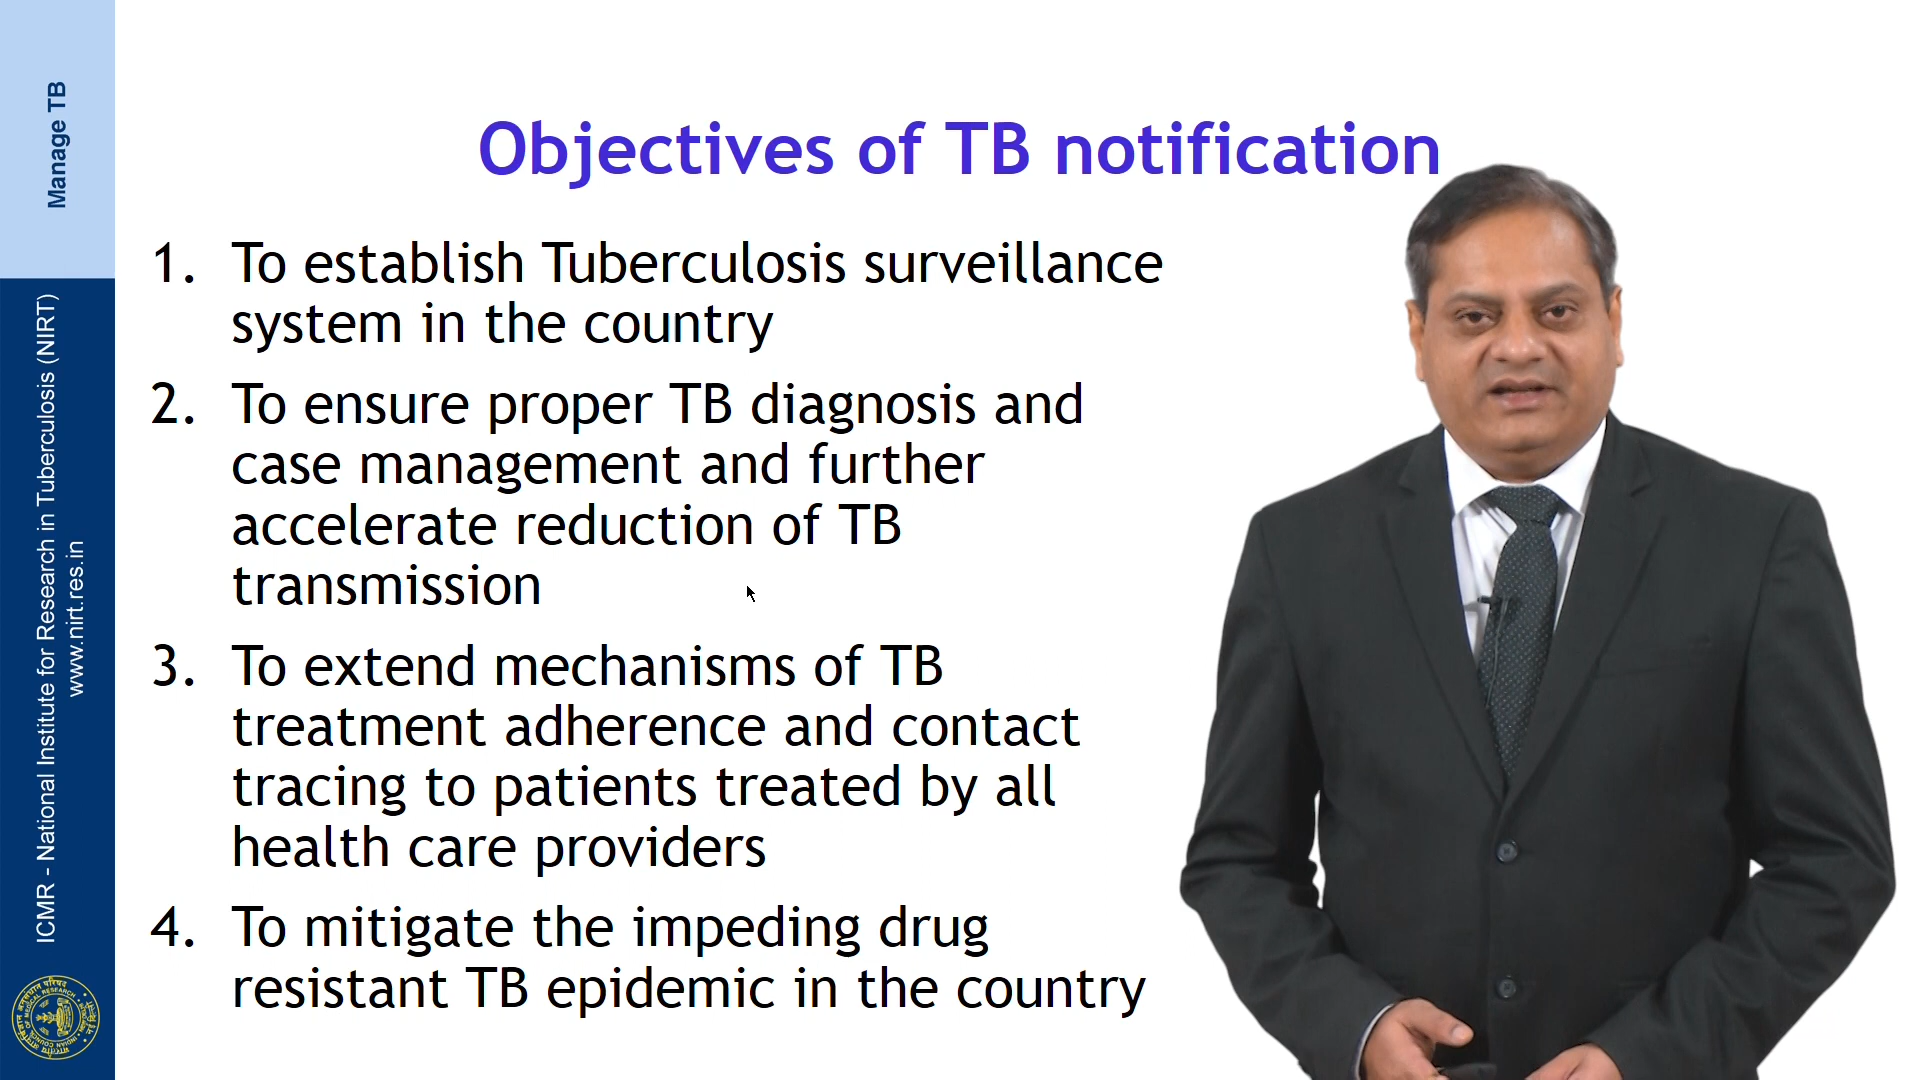 Manage TB
ICMR - National Institute for Research in Tuberculosis (NIRT)
www.nirt.res.in
Objectives of TB notification
1. To establish Tuberculosis surveillance
system in the country
2. To ensure proper TB diagnosis and
case management and further
accelerate reduction of TB
transmission
3. To extend mechanisms of TB
treatment adherence and contact
tracing to patients treated by all
health care providers
4. To mitigate the impeding drug
resistant TB epidemic in the country